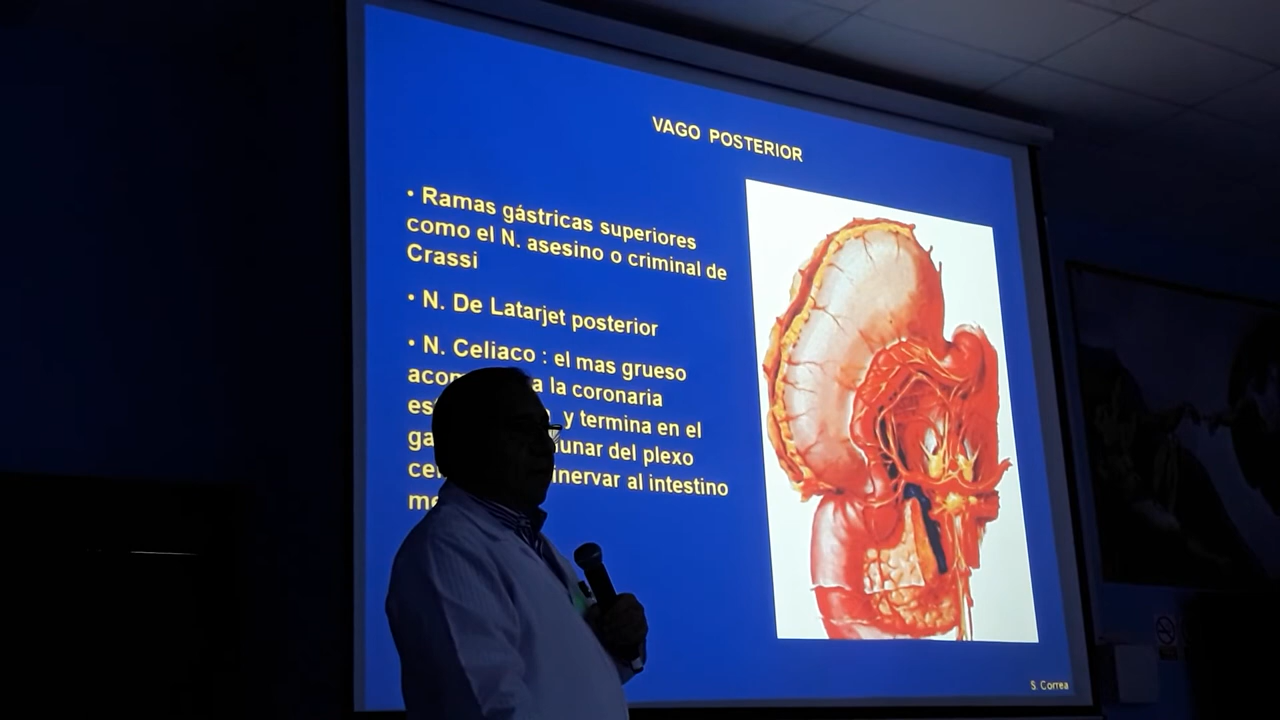 VAGO POSTERIOR
• Ramas gástricas superiores
como el N. asesino o criminal de
Crassi
• N. De Latarjet posterior
• N. Celiaco : el mas grueso
a la coronaria
y termina en el
del plexo
inervar al intestino
S. Correa